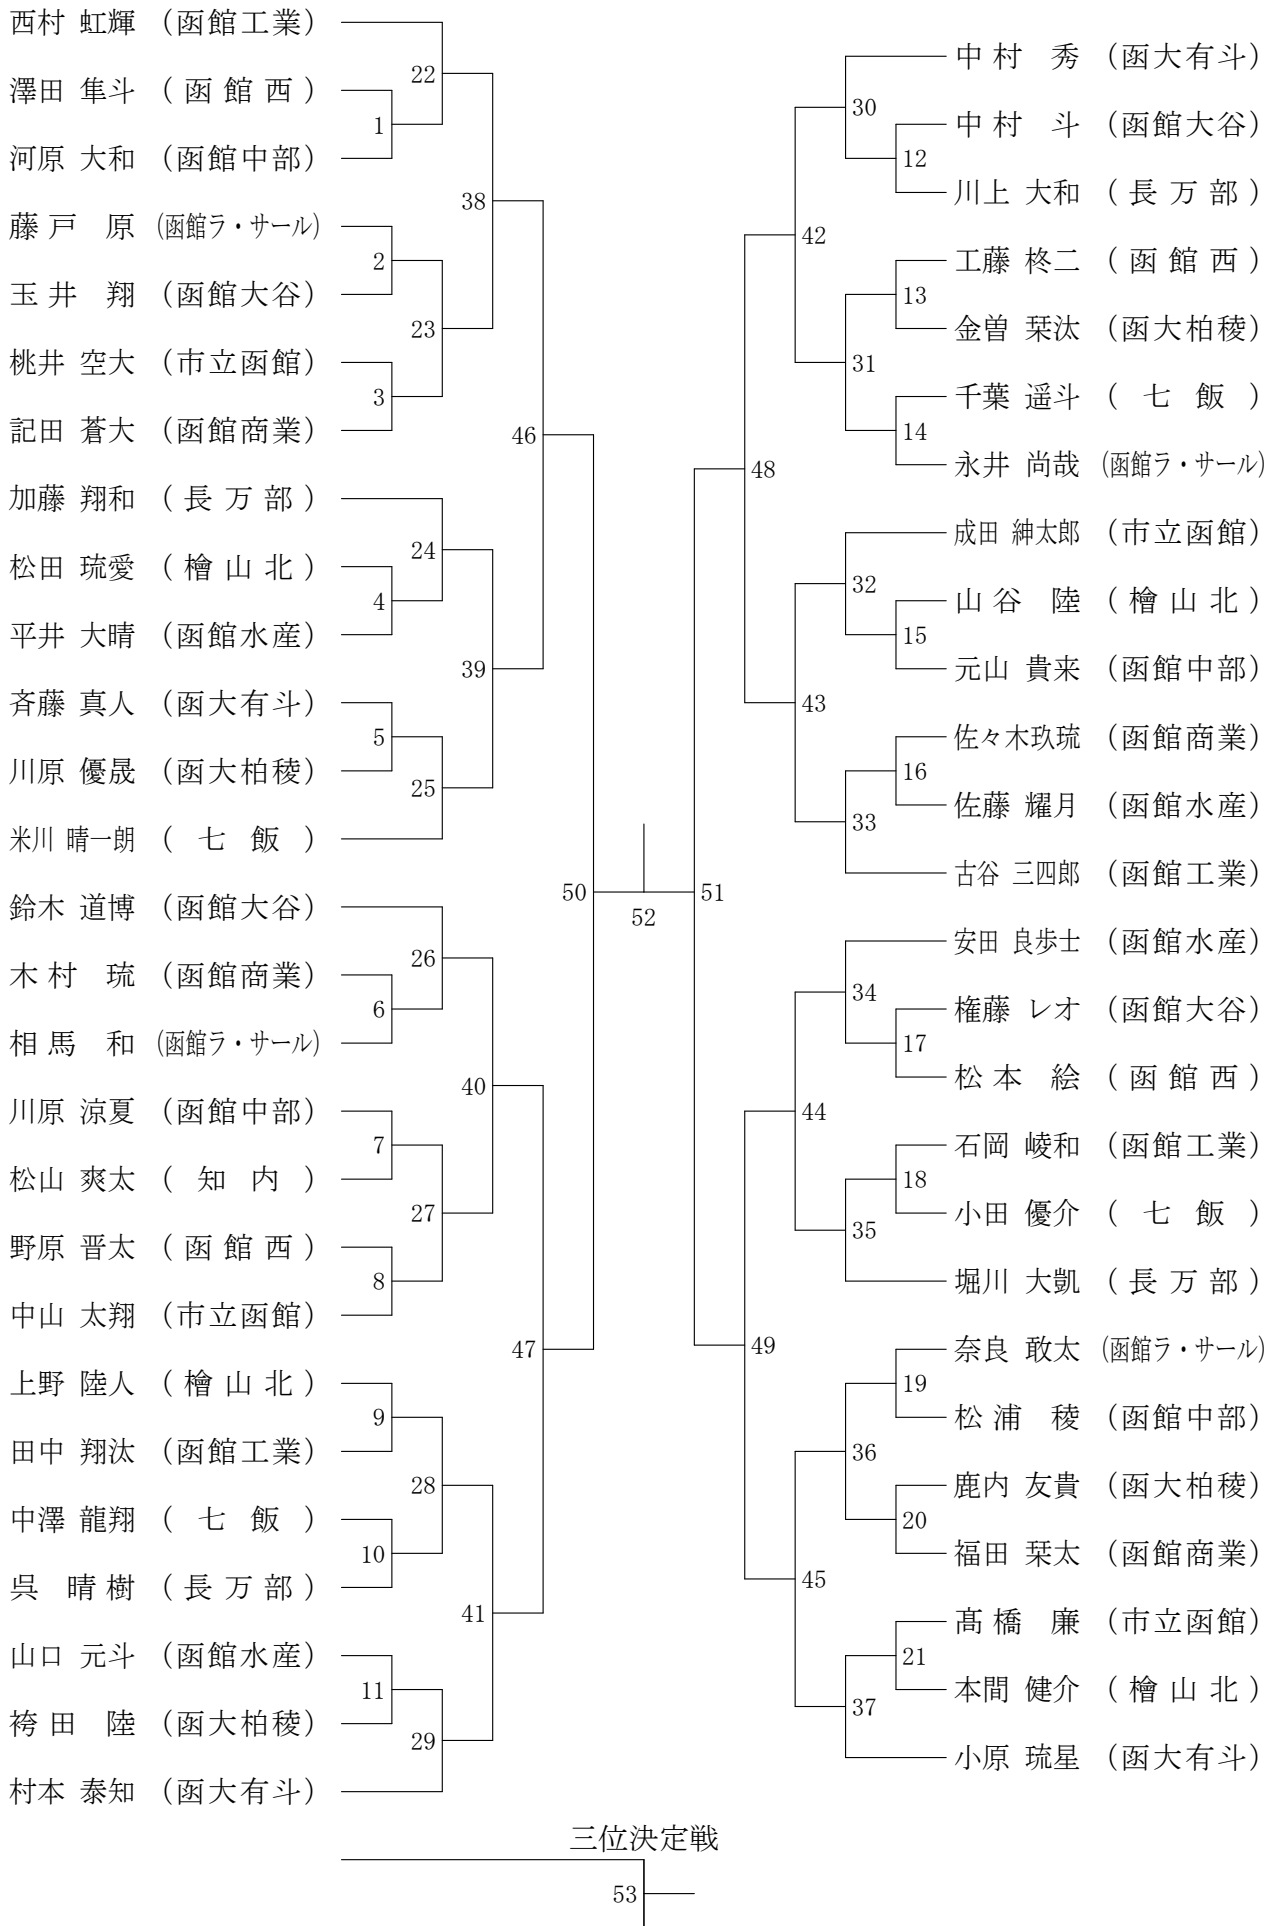 西村 虹輝 （函館工業）
澤田 隼斗 （函館西）
河原 大和 （函館中部）
藤戸 原 （函館ラ・サール）
玉井 翔 （函館大谷）
桃井 空大 （市立函館）
記田 蒼大 （函館商業）
加藤 翔和 （長万部）
松田 琉愛 （檜山北）
平井 大晴 （函館水産）
斉藤 真人 （函大有斗）
川原 優晟 （函大柏稜）
米川 晴一朗 （七飯）
鈴木 道博 （函館大谷）
木村 琉 （函館商業）
相馬 和 （函館ラ・サール）
川原 涼夏 （函館中部）
松山 爽太 （知内）
野原 晋太 （函館西）
中山 太翔 （市立函館）
上野 陸人 （檜山北）
田中 翔汰 （函館工業）
中澤 龍翔 （七飯）
呉 晴樹 （長万部）
山口 元斗 （函館水産）
袴田 陸 （函大柏稜）
村本 泰知 （函大有斗）
1
2
3
4
5
6
7
8
9
10
11
22
23
24
25
26
27
28
29
38
39
40
41
46
47
50
52
51
48
49
42
43
44
45
30
31
32
33
34
35
36
37
12
13
14
15
16
17
18
19
20
21
中村 秀 （函大有斗）
中村 斗 （函館大谷）
川上 大和 （長万部）
工藤 柊二 （函館西）
金曽 栞汰 （函大柏稜）
千葉 遥斗 （七飯）
永井 尚哉 （函館ラ・サール）
成田 紳太郎 （市立函館）
山谷 陸 （檜山北）
元山 貴来 （函館中部）
佐々木玖琉 （函館商業）
佐藤 耀月 （函館水産）
古谷 三四郎 （函館工業）
安田 良歩士 （函館水産）
権藤 レオ （函館大谷）
松本 絵 （函館西）
石岡 崚和 （函館工業）
小田 優介 （七飯）
堀川 大凱 （長万部）
奈良 敢太 （函館ラ・サール）
松浦 稜 （函館中部）
鹿内 友貴 （函大柏稜）
福田 栞太 （函館商業）
髙橋 廉 （市立函館）
本間 健介 （檜山北）
小原 琉星 （函大有斗）
三位決定戦
53